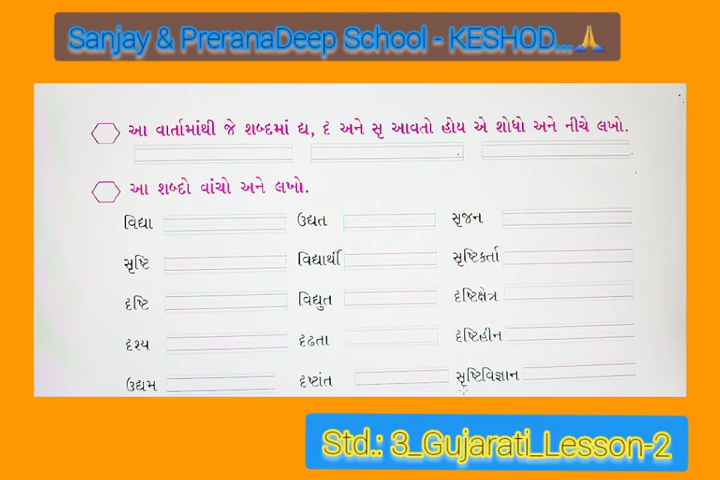 Sanjay & PreranaDeep School - KESHOD...🙏
આ વાર્તામાંથી જે શબ્દમાં દ્ય, દૃ અને સૃ આવતો હોય એ શોધો અને નીચે લખો.
આ શબ્દો વાંચો અને લખો.
વિદ્યા ઉદ્યત સૃજન
સૃષ્ટિ વિદ્યાર્થી સૃષ્ટિકર્તા
દૃષ્ટિ વિદ્યુત દૃષ્ટિક્ષેત્ર
દૃશ્ય દૃઢતા દૃષ્ટિહીન
ઉદ્યમ દૃષ્ટાંત સૃષ્ટિવિજ્ઞાન
Std.: 3_Gujarati_Lesson-2